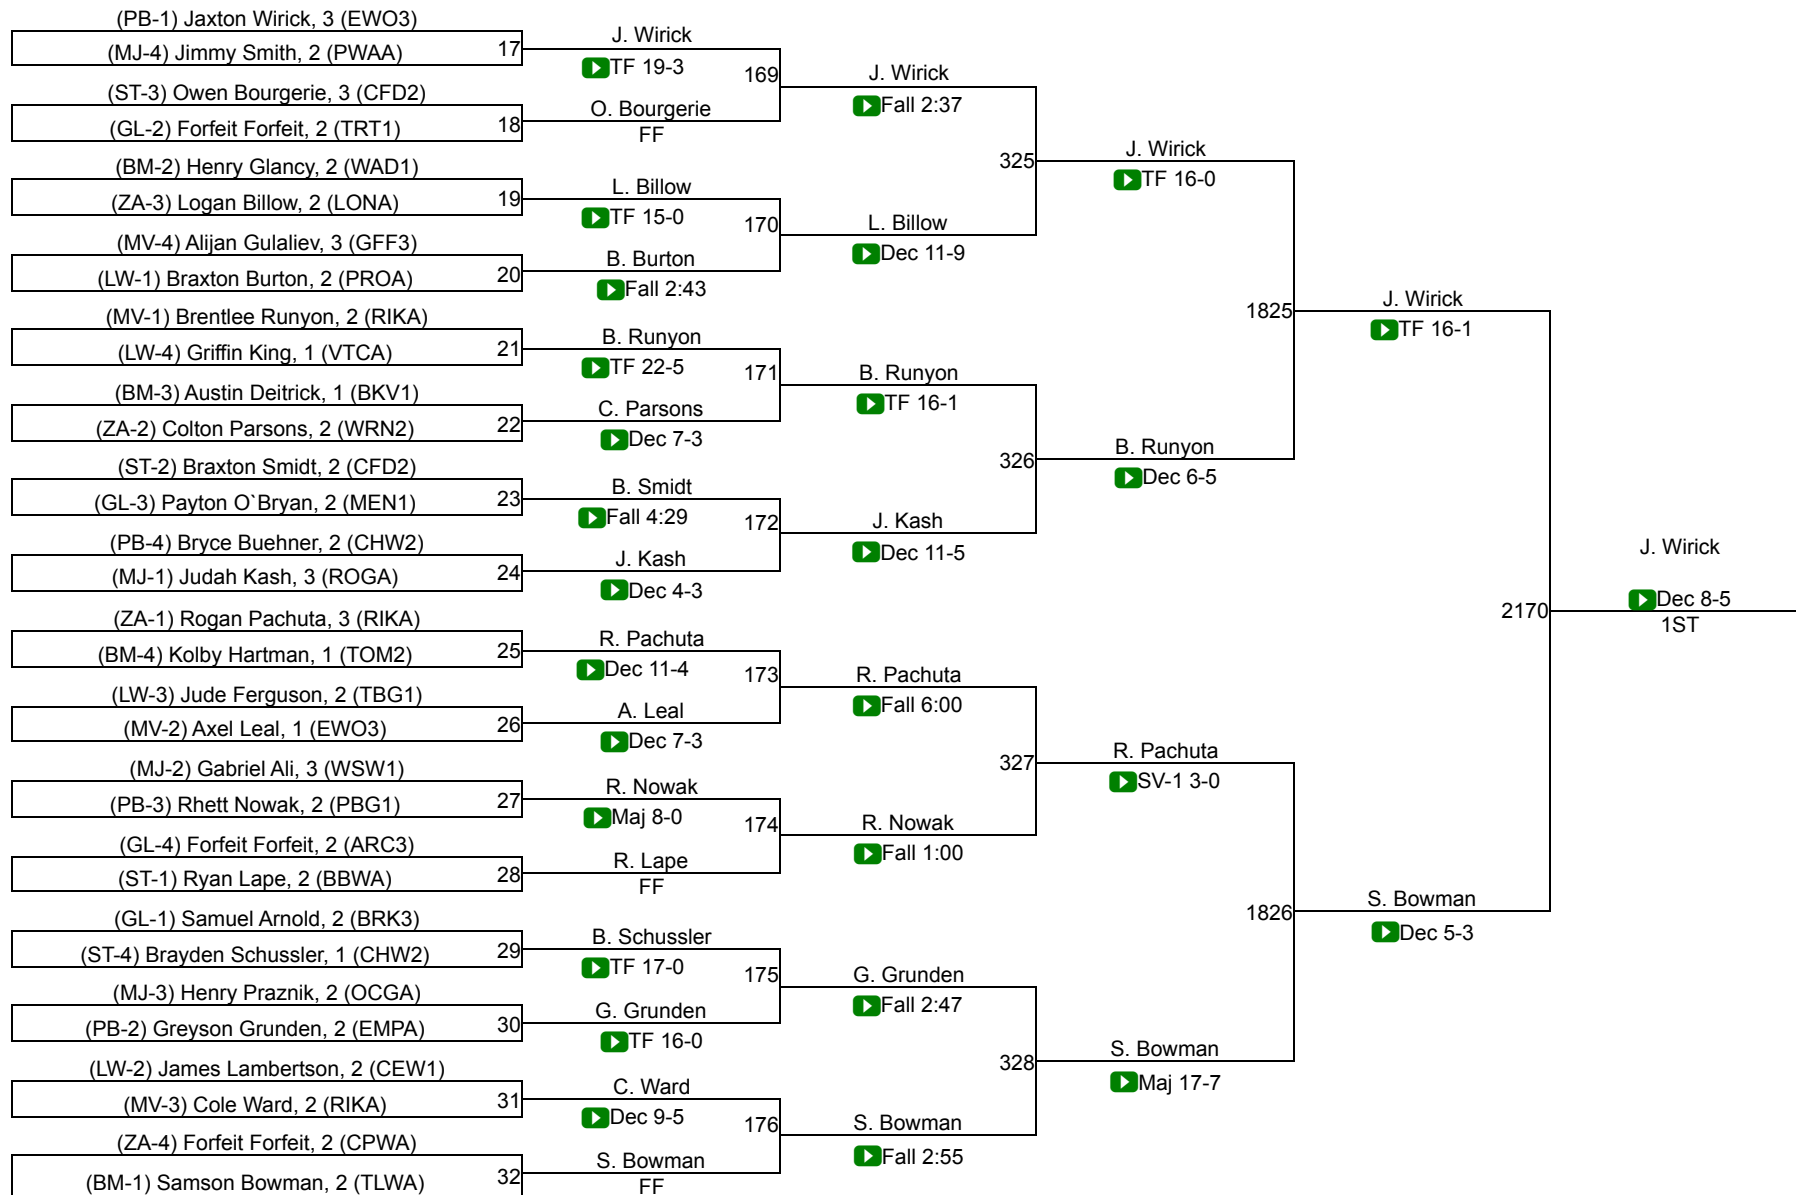 (PB-1) Jaxton Wirick, 3 (EWO3)
(MJ-4) Jimmy Smith, 2 (PWAA)
17
(ST-3) Owen Bourgerie, 3 (CFD2)
(GL-2) Forfeit Forfeit, 2 (TRT1)
18
(BM-2) Henry Glancy, 2 (WAD1)
(ZA-3) Logan Billow, 2 (LONA)
19
(MV-4) Alijan Gulaliev, 3 (GFF3)
(LW-1) Braxton Burton, 2 (PROA)
20
(MV-1) Brentlee Runyon, 2 (RIKA)
(LW-4) Griffin King, 1 (VTCA)
21
(BM-3) Austin Deitrick, 1 (BKV1)
(ZA-2) Colton Parsons, 2 (WRN2)
22
(ST-2) Braxton Smidt, 2 (CFD2)
(GL-3) Payton O`Bryan, 2 (MEN1)
23
(PB-4) Bryce Buehner, 2 (CHW2)
(MJ-1) Judah Kash, 3 (ROGA)
24
(ZA-1) Rogan Pachuta, 3 (RIKA)
(BM-4) Kolby Hartman, 1 (TOM2)
25
(LW-3) Jude Ferguson, 2 (TBG1)
(MV-2) Axel Leal, 1 (EWO3)
26
(MJ-2) Gabriel Ali, 3 (WSW1)
(PB-3) Rhett Nowak, 2 (PBG1)
27
(GL-4) Forfeit Forfeit, 2 (ARC3)
(ST-1) Ryan Lape, 2 (BBWA)
28
(GL-1) Samuel Arnold, 2 (BRK3)
(ST-4) Brayden Schussler, 1 (CHW2)
29
(MJ-3) Henry Praznik, 2 (OCGA)
(PB-2) Greyson Grunden, 2 (EMPA)
30
(LW-2) James Lambertson, 2 (CEW1)
(MV-3) Cole Ward, 2 (RIKA)
31
(ZA-4) Forfeit Forfeit, 2 (CPWA)
(BM-1) Samson Bowman, 2 (TLWA)
32
J. Wirick
TF 19-3
169
O. Bourgerie
FF
L. Billow
TF 15-0
170
B. Burton
Fall 2:43
B. Runyon
TF 22-5
171
C. Parsons
Dec 7-3
B. Smidt
Fall 4:29
172
J. Kash
Dec 4-3
R. Pachuta
Dec 11-4
173
A. Leal
Dec 7-3
R. Nowak
Maj 8-0
174
R. Lape
FF
B. Schussler
TF 17-0
175
G. Grunden
TF 16-0
C. Ward
Dec 9-5
176
S. Bowman
FF
J. Wirick
Fall 2:37
325
L. Billow
Dec 11-9
B. Runyon
TF 16-1
326
J. Kash
Dec 11-5
R. Pachuta
Fall 6:00
327
R. Nowak
Fall 1:00
G. Grunden
Fall 2:47
328
S. Bowman
Fall 2:55
J. Wirick
TF 16-0
1825
B. Runyon
Dec 6-5
R. Pachuta
SV-1 3-0
1826
S. Bowman
Maj 17-7
J. Wirick
TF 16-1
2170
S. Bowman
Dec 5-3
J. Wirick
Dec 8-5
1ST